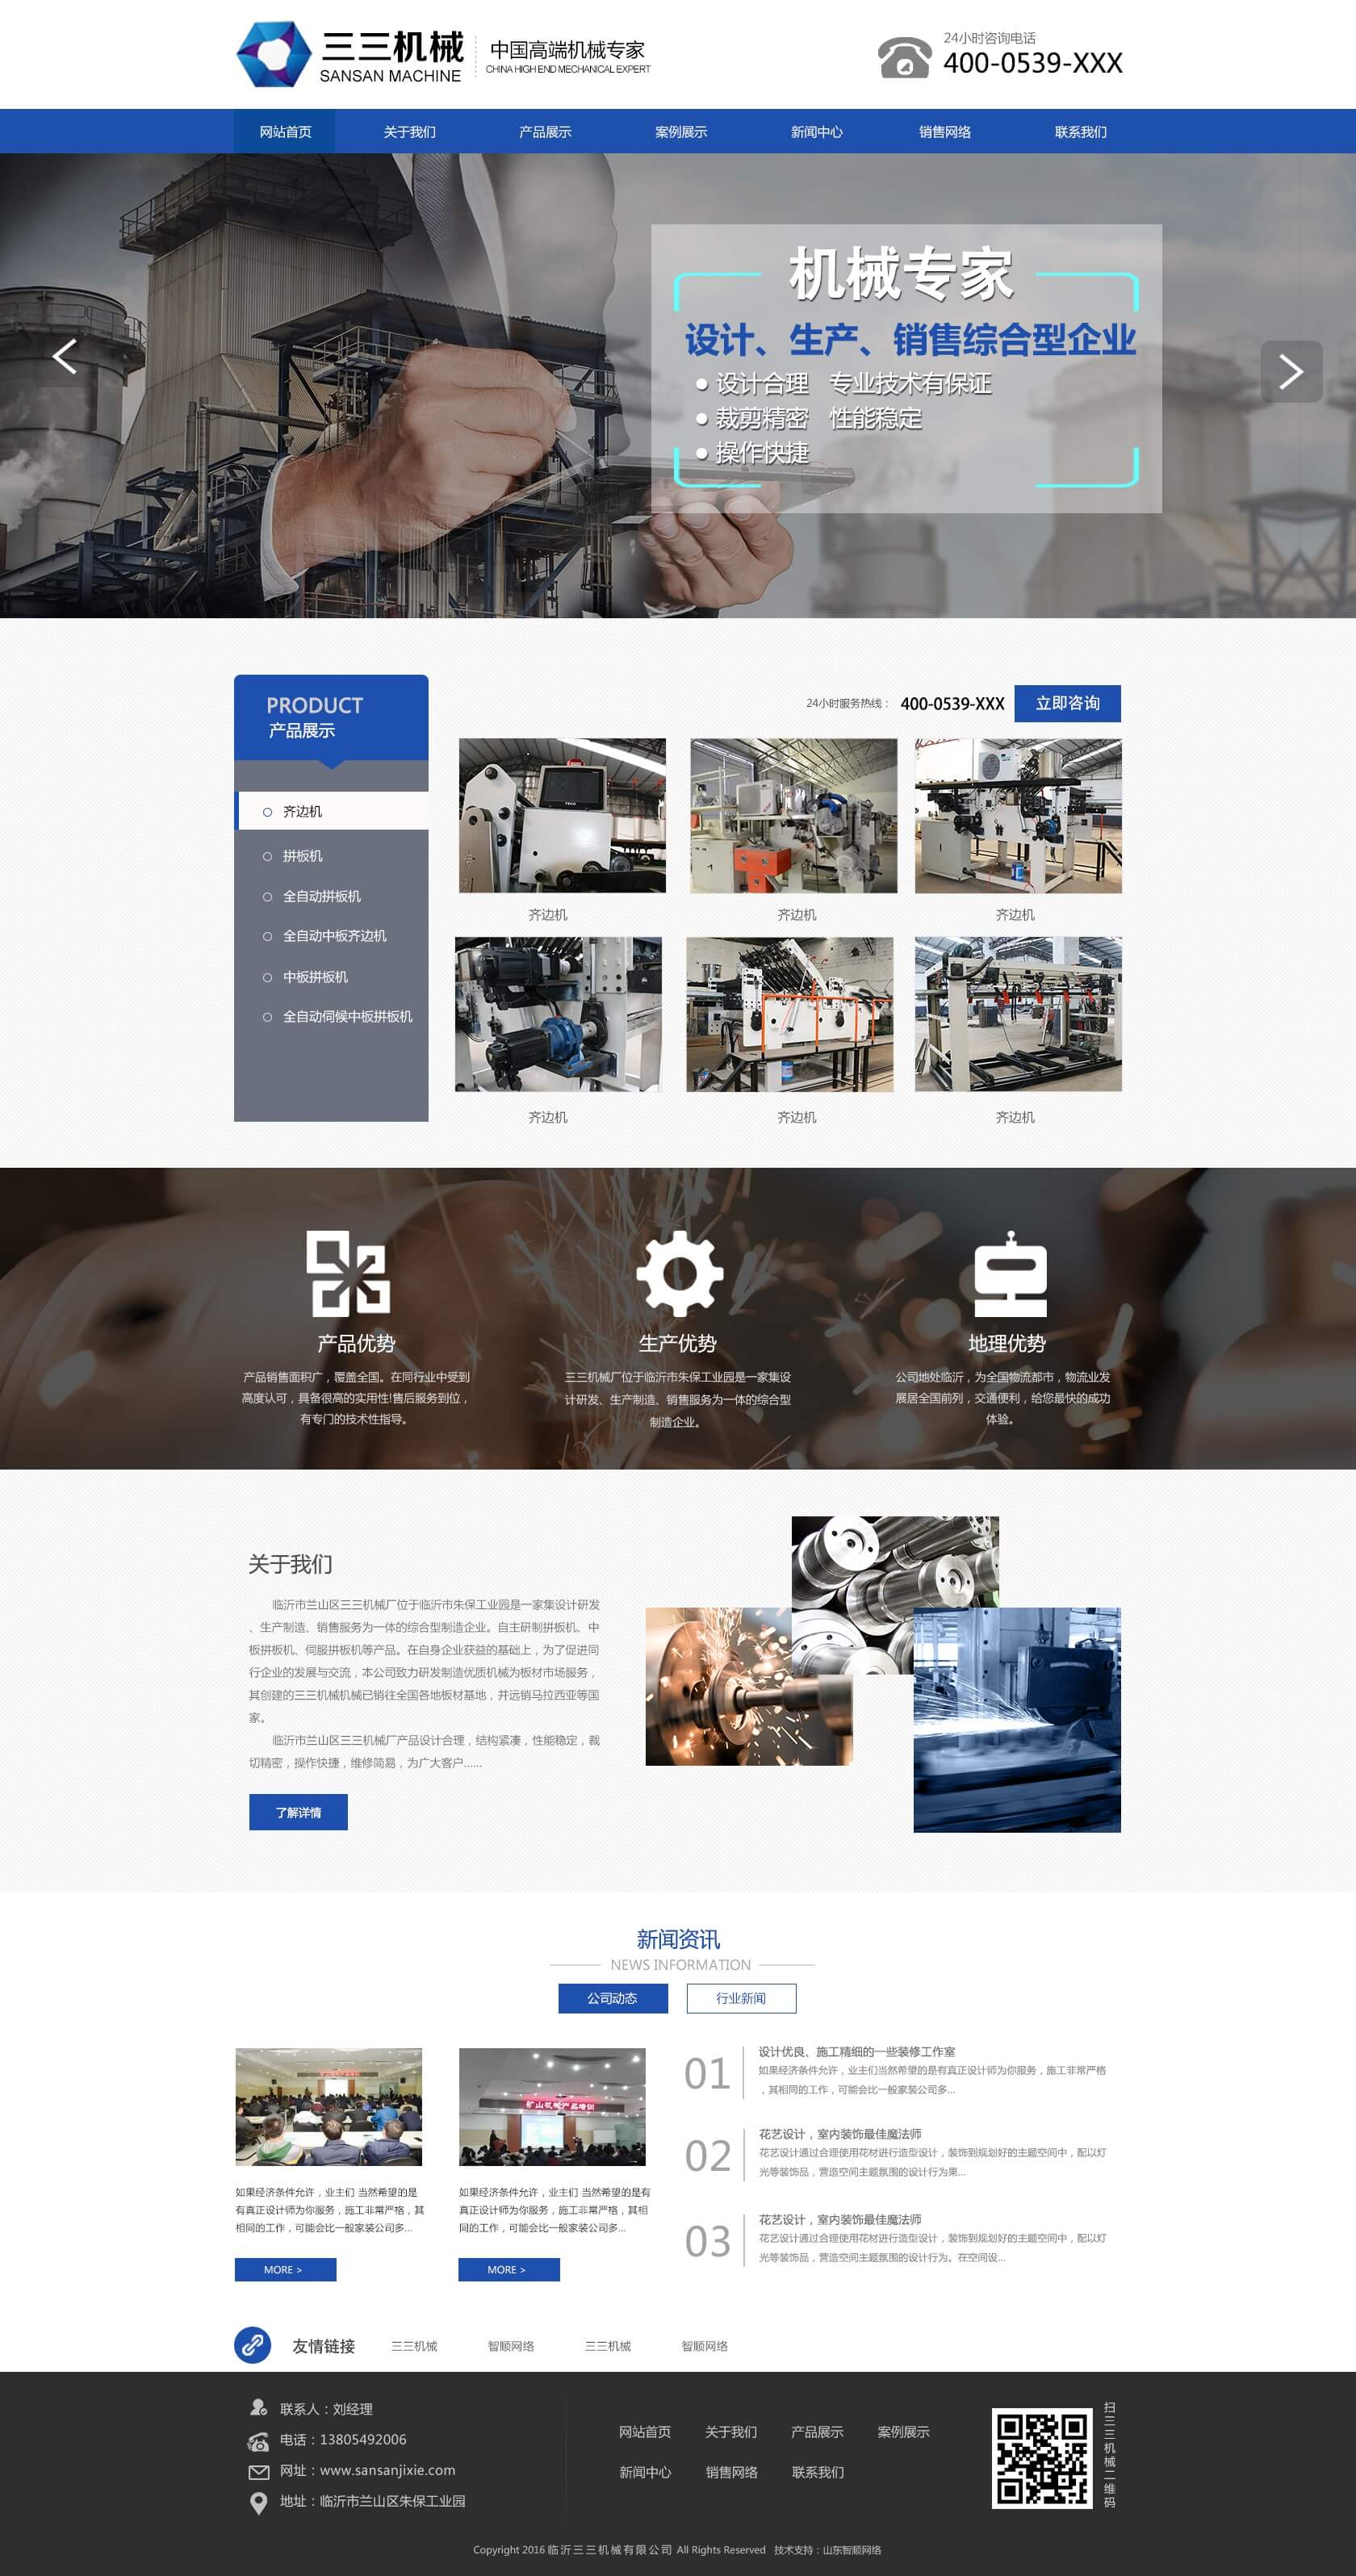 三三机械
SANSAN MACHINE
中国高端机械专家
CHINA HIGH END MECHANICAL EXPERT
24小时咨询电话
400-0539-XXX
网站首页 关于我们 产品展示 案例展示 新闻中心 销售网络 联系我们
机械专家
设计、生产、销售综合型企业
●设计合理 专业技术有保证
●裁剪精密 性能稳定
●操作快捷
PRODUCT
产品展示
齐边机
拼板机
全自动拼板机
全自动中板齐边机
中板拼板机
全自动伺候中板拼板机
24小时服务热线： 400-0539-XXX 立即咨询
TECO
齐边机 齐边机 齐边机
齐边机 齐边机 齐边机
产品优势
产品销售面积广，覆盖全国。在同行业中受到
高度认可，具备很高的实用性!售后服务到位，
有专门的技术性指导。
生产优势
三三机械厂位于临沂市朱保工业园是一家集设
计研发、生产制造、销售服务为一体的综合型
制造企业。
地理优势
公司地处临沂，为全国物流都市，物流业发
展居全国前列，交通便利，给您最快的成功
体验。
关于我们
临沂市兰山区三三机械厂位于临沂市朱保工业园是一家集设计研发
、生产制造、销售服务为一体的综合型制造企业。自主研制拼板机、中
板拼板机、伺服拼板机等产品。在自身企业获益的基础上，为了促进同
行企业的发展与交流，本公司致力研发制造优质机械为板材市场服务，
其创建的三三机械机械已销往全国各地板材基地，并远销马拉西亚等国
家。
临沂市兰山区三三机械厂产品设计合理，结构紧凑，性能稳定，裁
切精密，操作快捷，维修简易，为广大客户......
了解详情
新闻资讯
NEWS INFORMATION
公司动态 行业新闻
矿山机械产品培训
如果经济条件允许，业主们 当然希望的是
有真正设计师为你服务，施工非常严格，其
相同的工作，可能会比一般家装公司多...
MORE >
如果经济条件允许，业主们 当然希望的是有
真正设计师为你服务，施工非常严格，其相
同的工作，可能会比一般家装公司多...
MORE >
01
设计优良、施工精细的一些装修工作室
如果经济条件允许，业主们当然希望的是有真正设计师为你服务，施工非常严格
，其相同的工作，可能会比一般家装公司多...
02
花艺设计，室内装饰最佳魔法师
花艺设计通过合理使用花材进行造型设计，装饰到规划好的主题空间中，配以灯
光等装饰品，营造空间主题氛围的设计行为果...
03
花艺设计，室内装饰最佳魔法师
花艺设计通过合理使用花材进行造型设计，装饰到规划好的主题空间中，配以灯
光等装饰品，营造空间主题氛围的设计行为。在空间设...
友情链接 三三机械 智顺网络 三三机械 智顺网络
联系人：刘经理
电话：13805492006
网址：www.sansanjixie.com
地址：临沂市兰山区朱保工业园
网站首页 关于我们 产品展示 案例展示
新闻中心 销售网络 联系我们
扫三三机械二维码
Copyright 2016 临沂三三机械有限公司 All Rights Reserved 技术支持：山东智顺网络